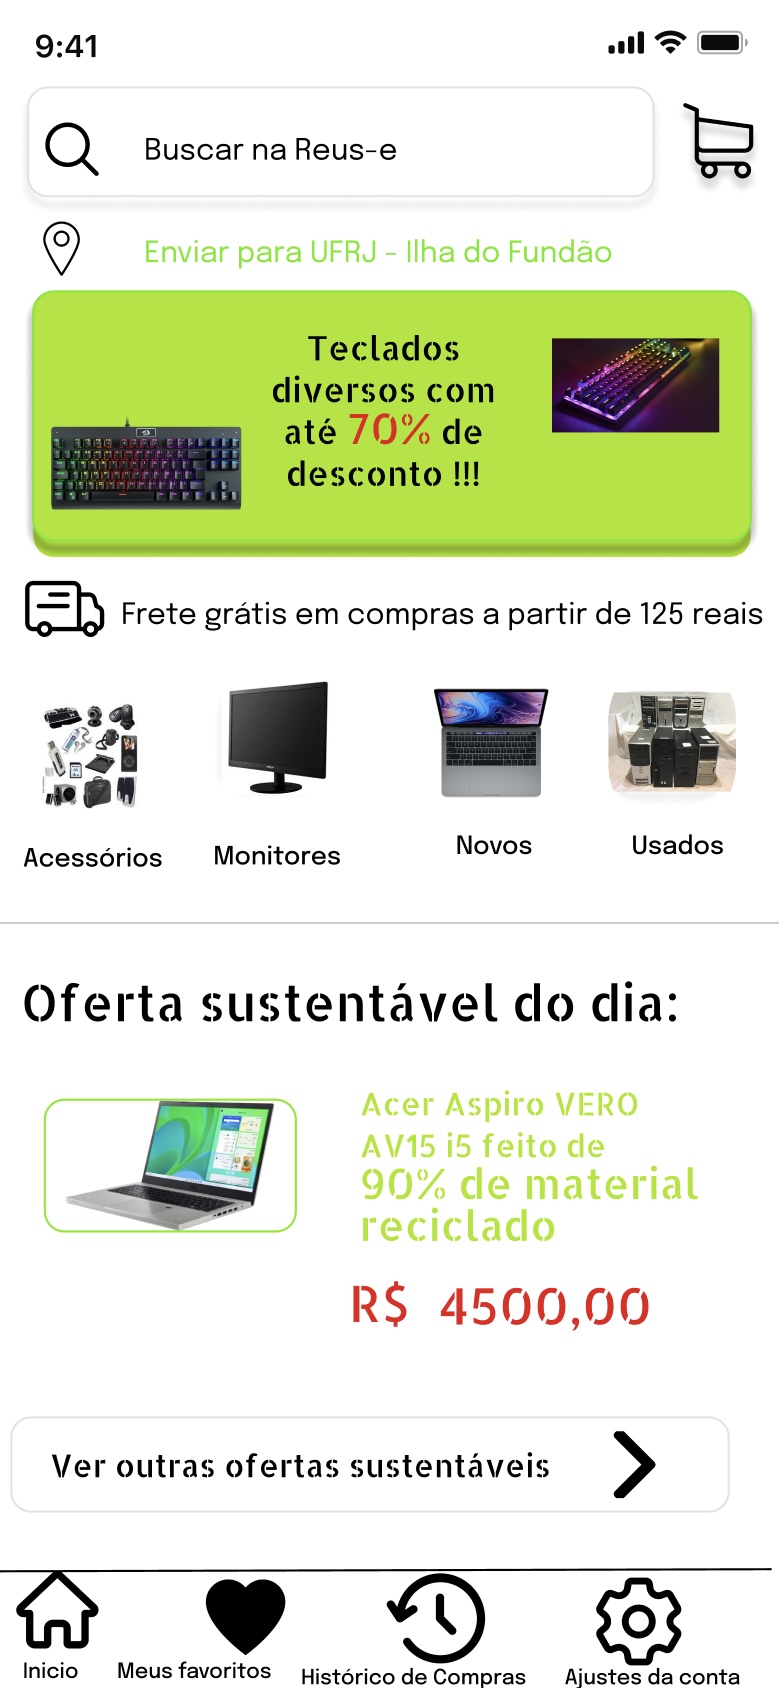 9:41
Buscar na Reus-e
Enviar para UFRJ - Ilha do Fundão
Teclados
diversos com
até 70% de
desconto !!!
Frete grátis em compras a partir de 125 reais
Acessórios
Monitores
Novos
Usados
Oferta sustentável do dia:
Acer Aspiro VERO
AV15 i5 feito de
90% de material
reciclado
R$ 4500,00
Ver outras ofertas sustentáveis
Inicio
Meus favoritos
Histórico de Compras
Ajustes da conta